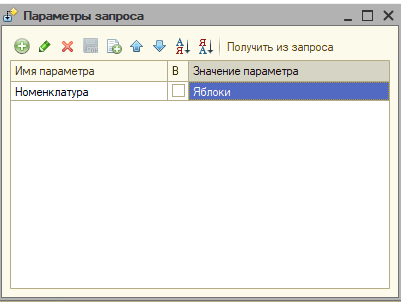 Параметры запроса
Получить из запроса
Имя параметра В Значение параметра
Номенклатура Яблоки